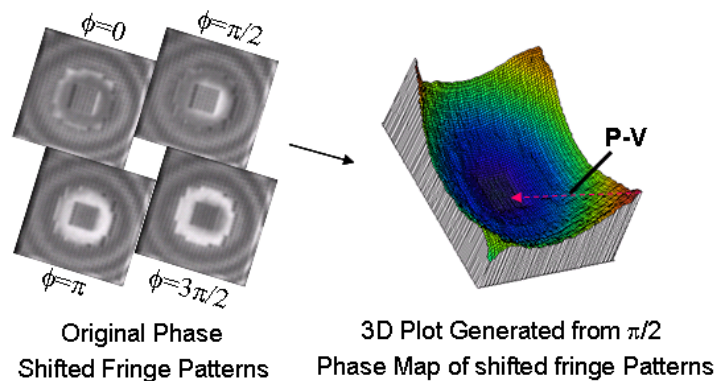 ϕ=0
ϕ=π/2
ϕ=π
ϕ=3π/2
P-V
Original Phase
Shifted Fringe Patterns
3D Plot Generated from π/2
Phase Map of shifted fringe Patterns